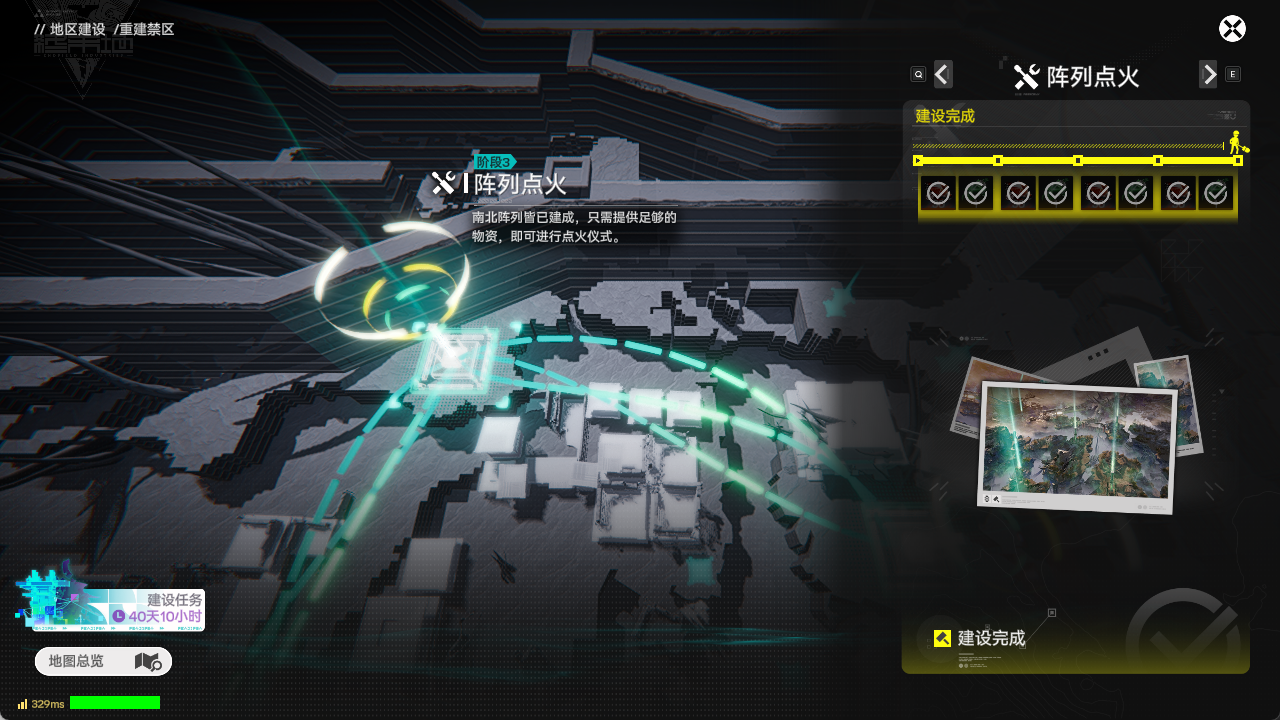 // 地区建设 /重建禁区
Q
阵列点火
E
建设完成
阶段3
阵列点火
南北阵列皆已建成，只需提供足够的
物资，即可进行点火仪式。
建设任务
40天10小时
地图总览
建设完成
329ms